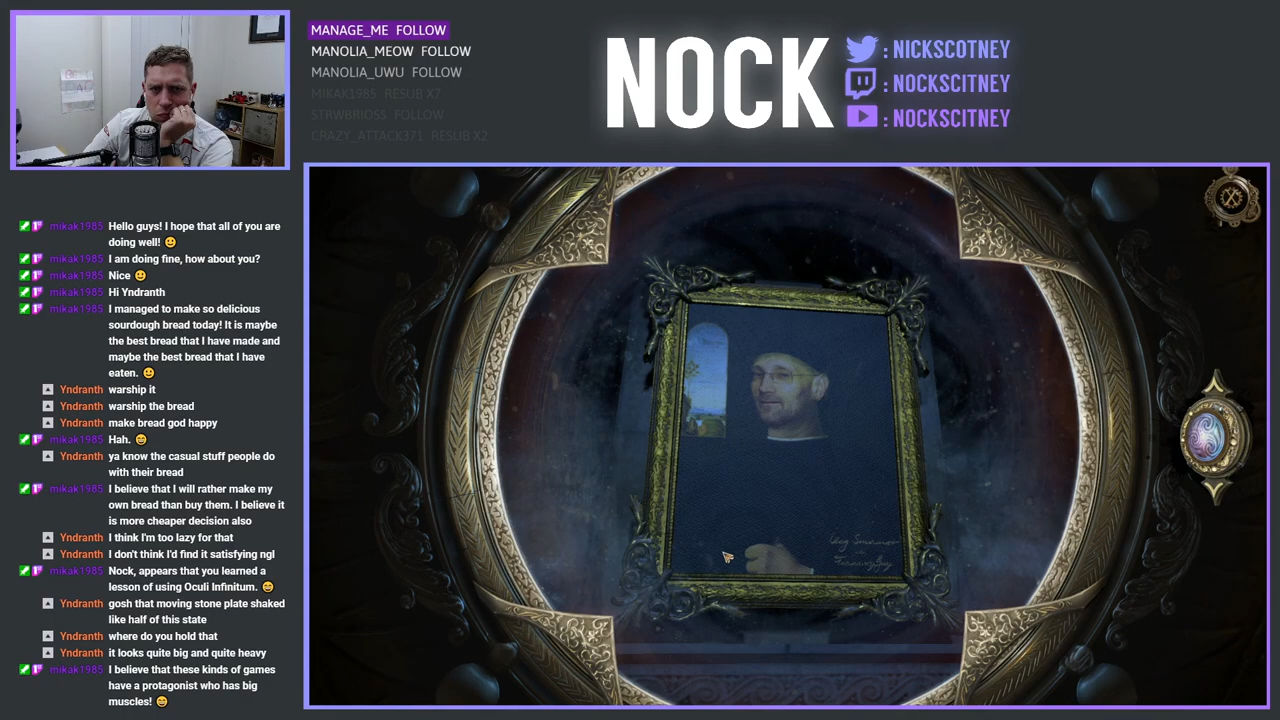 MANAGE_ME FOLLOW
MANOLIA_MEOW FOLLOW
MANOLIA_UWU FOLLOW
MIKAK1985 RESUB X7
STRWBRIOSS FOLLOW
CRAZY_ATTACK371 RESUB X2
NOCK
: NICKSCOTNEY
: NOCKSCITNEY
: NOCKSCITNEY
mikak1985 Hello guys! I hope that all of you are
doing well! 🙂
mikak1985 I am doing fine, how about you?
mikak1985 Nice 🙂
mikak1985 Hi Yndranth
mikak1985 I managed to make so delicious
sourdough bread today! It is maybe
the best bread that I have made and
maybe the best bread that I have
eaten. 🙂
Yndranth warship it
Yndranth warship the bread
Yndranth make bread god happy
mikak1985 Hah. 😄
Yndranth ya know the casual stuff people do
with their bread
mikak1985 I believe that I will rather make my
own bread than buy them. I believe it
is more cheaper decision also
Yndranth I think I'm too lazy for that
Yndranth I don't think I'd find it satisfying ngl
mikak1985 Nock, appears that you learned a
lesson of using Oculi Infinitum. 😄
Yndranth gosh that moving stone plate shaked
like half of this state
Yndranth where do you hold that
Yndranth it looks quite big and quite heavy
mikak1985 I believe that these kinds of games
have a protagonist who has big
muscles! 😄